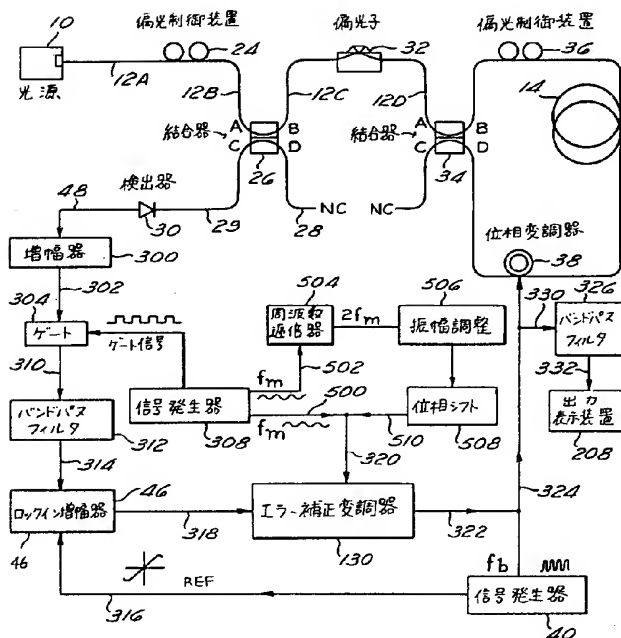 10
光源
12A
偏光制御装置
24
12B
A
B
C
D
結合器
26
12C
偏光子
32
12D
A
B
C
D
結合器
34
偏光制御装置
36
14
検出器
48
30
29
28
NC
NC
位相変調器
38
増幅器
300
302
304
ゲート
ゲート信号
310
バンドパス
フィルタ
312
314
信号発生器
308
fm
502
fm
500
504
2fm
506
振幅調整
位相シフト
508
510
320
330
326
バンドパス
フィルタ
332
出力
表示装置
208
324
46
ロックイン増幅器
46
318
エラー補正変調器
130
322
REF
316
fb
信号発生器
40